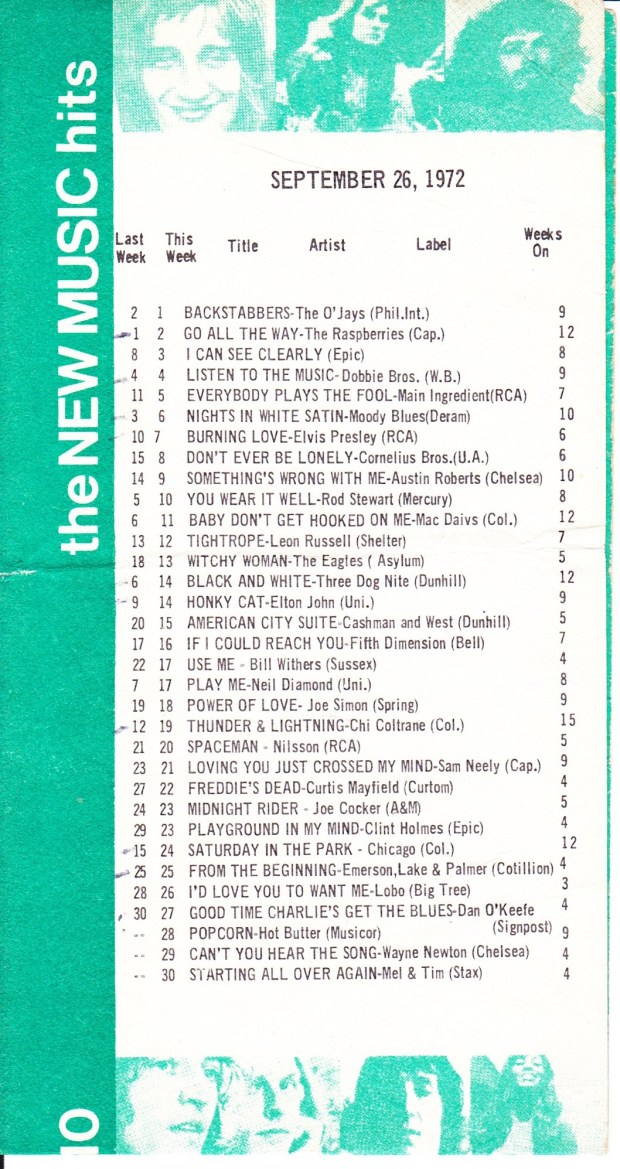 the NEW MUSIC hits
SEPTEMBER 26, 1972
Last Week This Week Title Artist Label Weeks On
2 1 BACKSTABBERS-The O'Jays (Phil.Int.) 9
1 2 GO ALL THE WAY-The Raspberries (Cap.) 12
8 3 I CAN SEE CLEARLY (Epic) 8
4 4 LISTEN TO THE MUSIC-Dobbie Bros. (W.B.) 9
11 5 EVERYBODY PLAYS THE FOOL-Main Ingredient(RCA) 7
3 6 NIGHTS IN WHITE SATIN-Moody Blues(Deram) 10
10 7 BURNING LOVE-Elvis Presley (RCA) 6
15 8 DON'T EVER BE LONELY-Cornelius Bros.(U.A.) 6
14 9 SOMETHING'S WRONG WITH ME-Austin Roberts (Chelsea) 10
5 10 YOU WEAR IT WELL-Rod Stewart (Mercury) 8
6 11 BABY DON'T GET HOOKED ON ME-Mac Daivs (Col.) 12
13 12 TIGHTROPE-Leon Russell (Shelter) 7
18 13 WITCHY WOMAN-The Eagles ( Asylum) 5
6 14 BLACK AND WHITE-Three Dog Nite (Dunhill) 12
9 14 HONKY CAT-Elton John (Uni.) 9
20 15 AMERICAN CITY SUITE-Cashman and West (Dunhill) 5
17 16 IF I COULD REACH YOU-Fifth Dimension (Bell) 7
22 17 USE ME - Bill Withers (Sussex) 4
7 17 PLAY ME-Neil Diamond (Uni.) 8
19 18 POWER OF LOVE- Joe Simon (Spring) 9
12 19 THUNDER & LIGHTNING-Chi Coltrane (Col.) 15
21 20 SPACEMAN - Nilsson (RCA) 5
23 21 LOVING YOU JUST CROSSED MY MIND-Sam Neely (Cap.) 9
27 22 FREDDIE'S DEAD-Curtis Mayfield (Curtom) 4
24 23 MIDNIGHT RIDER - Joe Cocker (A&M) 5
29 23 PLAYGROUND IN MY MIND-Clint Holmes (Epic) 4
15 24 SATURDAY IN THE PARK - Chicago (Col.) 12
25 25 FROM THE BEGINNING-Emerson,Lake & Palmer (Cotillion) 4
28 26 I'D LOVE YOU TO WANT ME-Lobo (Big Tree) 3
30 27 GOOD TIME CHARLIE'S GET THE BLUES-Dan O'Keefe (Signpost) 4
-- 28 POPCORN-Hot Butter (Musicor) 9
-- 29 CAN'T YOU HEAR THE SONG-Wayne Newton (Chelsea) 4
-- 30 STARTING ALL OVER AGAIN-Mel & Tim (Stax) 4